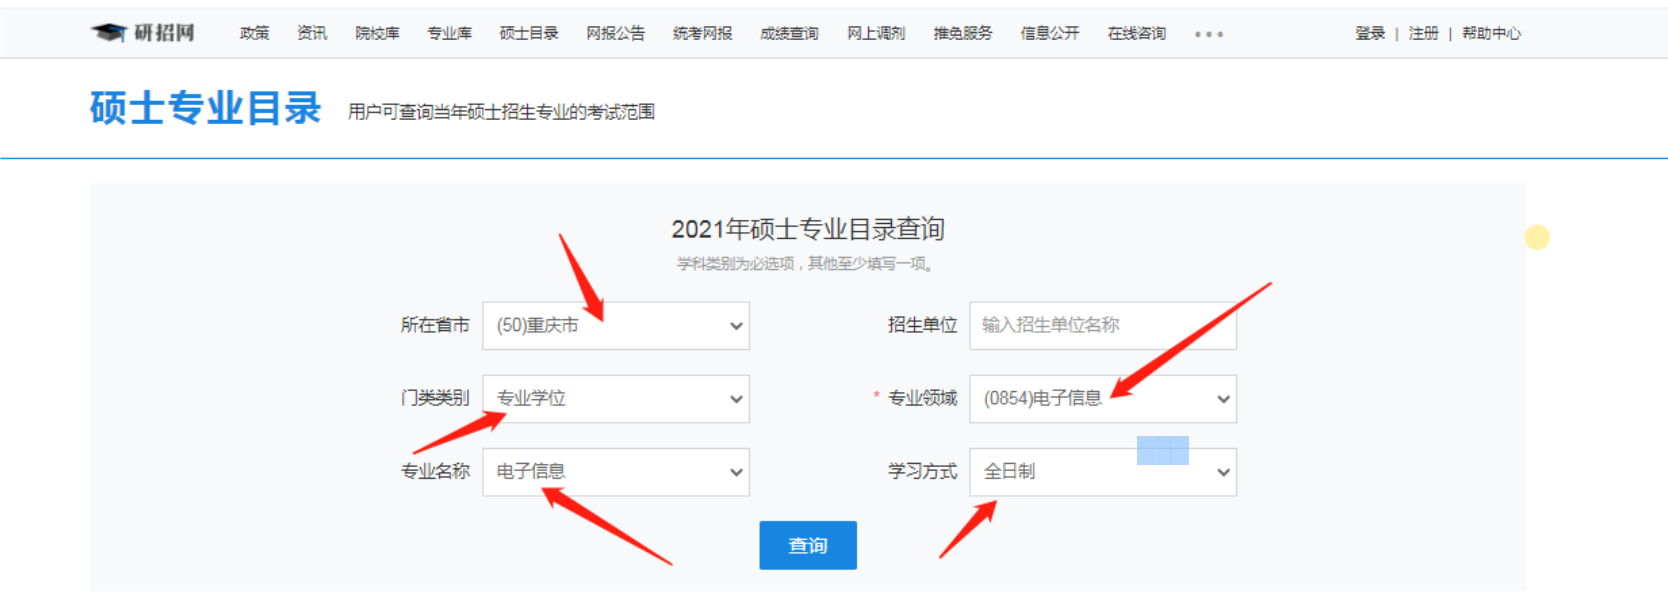 研招网 政策 资讯 院校库 专业库 硕士目录 网报公告 统考网报 成绩查询 网上调剂 推免服务 信息公开 在线咨询 ••• 登录 | 注册 | 帮助中心
硕士专业目录 用户可查询当年硕士招生专业的考试范围
2021年硕士专业目录查询
学科类别为必选项，其他至少填写一项。
所在省市 (50)重庆市 招生单位 输入招生单位名称
门类类别 专业学位 * 专业领域 (0854)电子信息
专业名称 电子信息 学习方式 全日制
查询